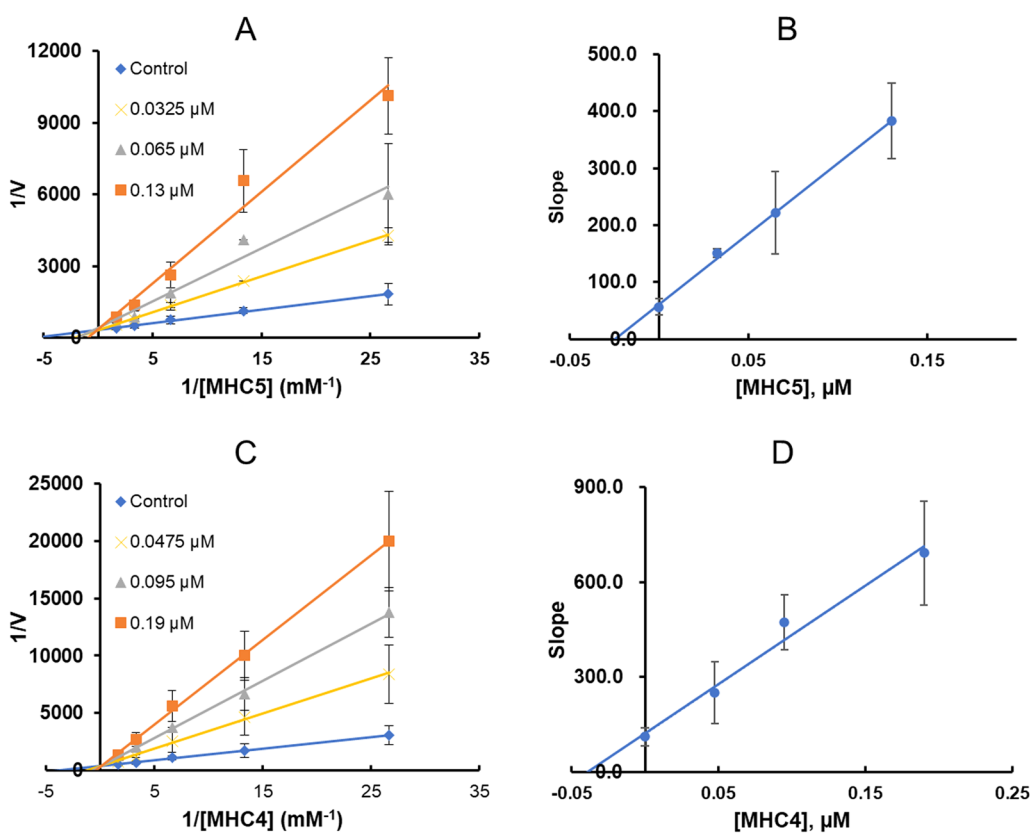 A
12000
9000
6000
3000
0
1/V
Control
0.0325 µM
0.065 µM
0.13 µM
-5 5 15 25 35
1/[MHC5] (mM⁻¹)
B
500.0
400.0
300.0
200.0
100.0
0.0
Slope
-0.05 0.05 0.15
[MHC5], µM
C
25000
20000
15000
10000
5000
0
1/V
Control
0.0475 µM
0.095 µM
0.19 µM
-5 5 15 25 35
1/[MHC4] (mM⁻¹)
D
900.0
600.0
300.0
0.0
Slope
-0.05 0.05 0.15 0.25
[MHC4], µM